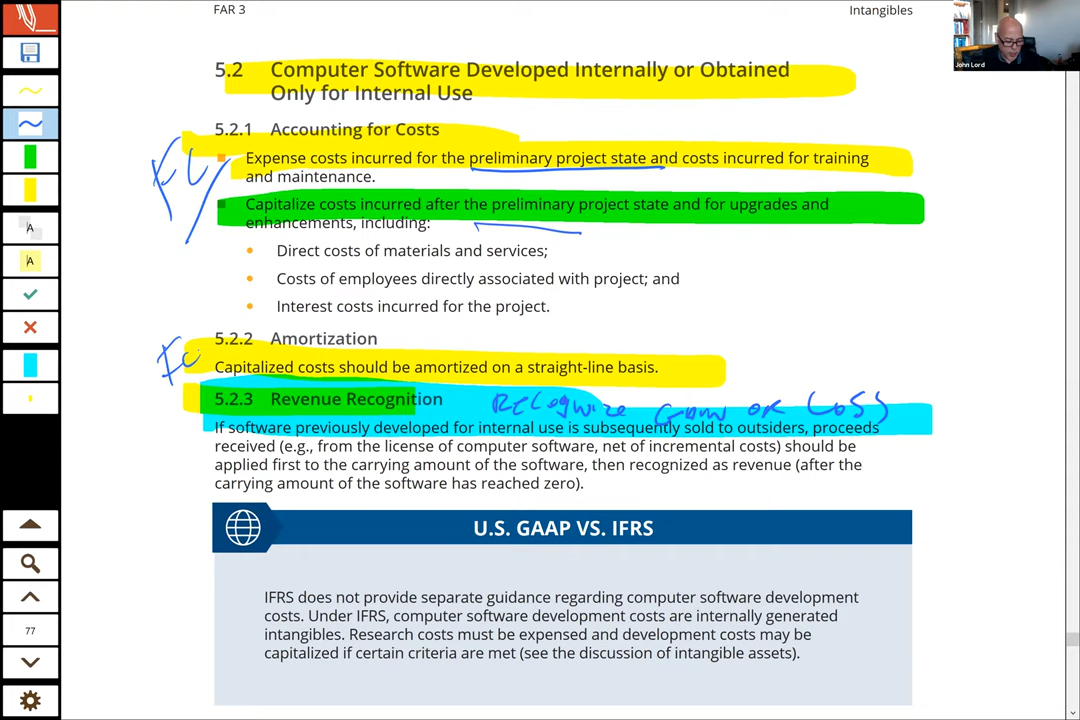 FAR 3
Intangibles
John Lord
5.2 Computer Software Developed Internally or Obtained
Only for Internal Use
5.2.1 Accounting for Costs
Expense costs incurred for the preliminary project state and costs incurred for training
and maintenance.
Capitalize costs incurred after the preliminary project state and for upgrades and
enhancements, including:
Direct costs of materials and services;
Costs of employees directly associated with project; and
Interest costs incurred for the project.
5.2.2 Amortization
Capitalized costs should be amortized on a straight-line basis.
5.2.3 Revenue Recognition
RECOGNIZE GAIN OR LOSS
If software previously developed for internal use is subsequently sold to outsiders, proceeds
received (e.g., from the license of computer software, net of incremental costs) should be
applied first to the carrying amount of the software, then recognized as revenue (after the
carrying amount of the software has reached zero).
U.S. GAAP VS. IFRS
IFRS does not provide separate guidance regarding computer software development
costs. Under IFRS, computer software development costs are internally generated
intangibles. Research costs must be expensed and development costs may be
capitalized if certain criteria are met (see the discussion of intangible assets).
A
A
77